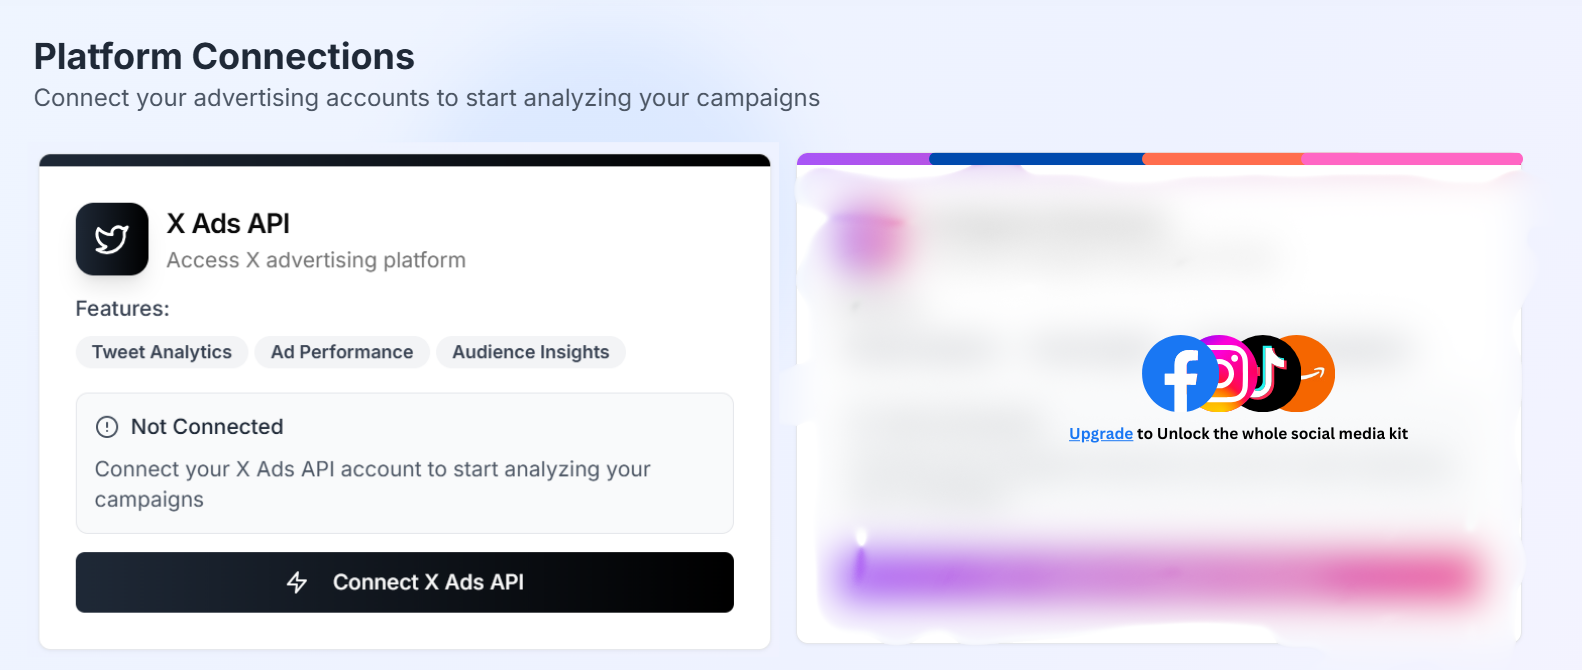 Platform Connections
Connect your advertising accounts to start analyzing your campaigns
X Ads API
Access X advertising platform
Features:
Tweet Analytics
Ad Performance
Audience Insights
Not Connected
Connect your X Ads API account to start analyzing your
campaigns
Connect X Ads API
Upgrade to Unlock the whole social media kit